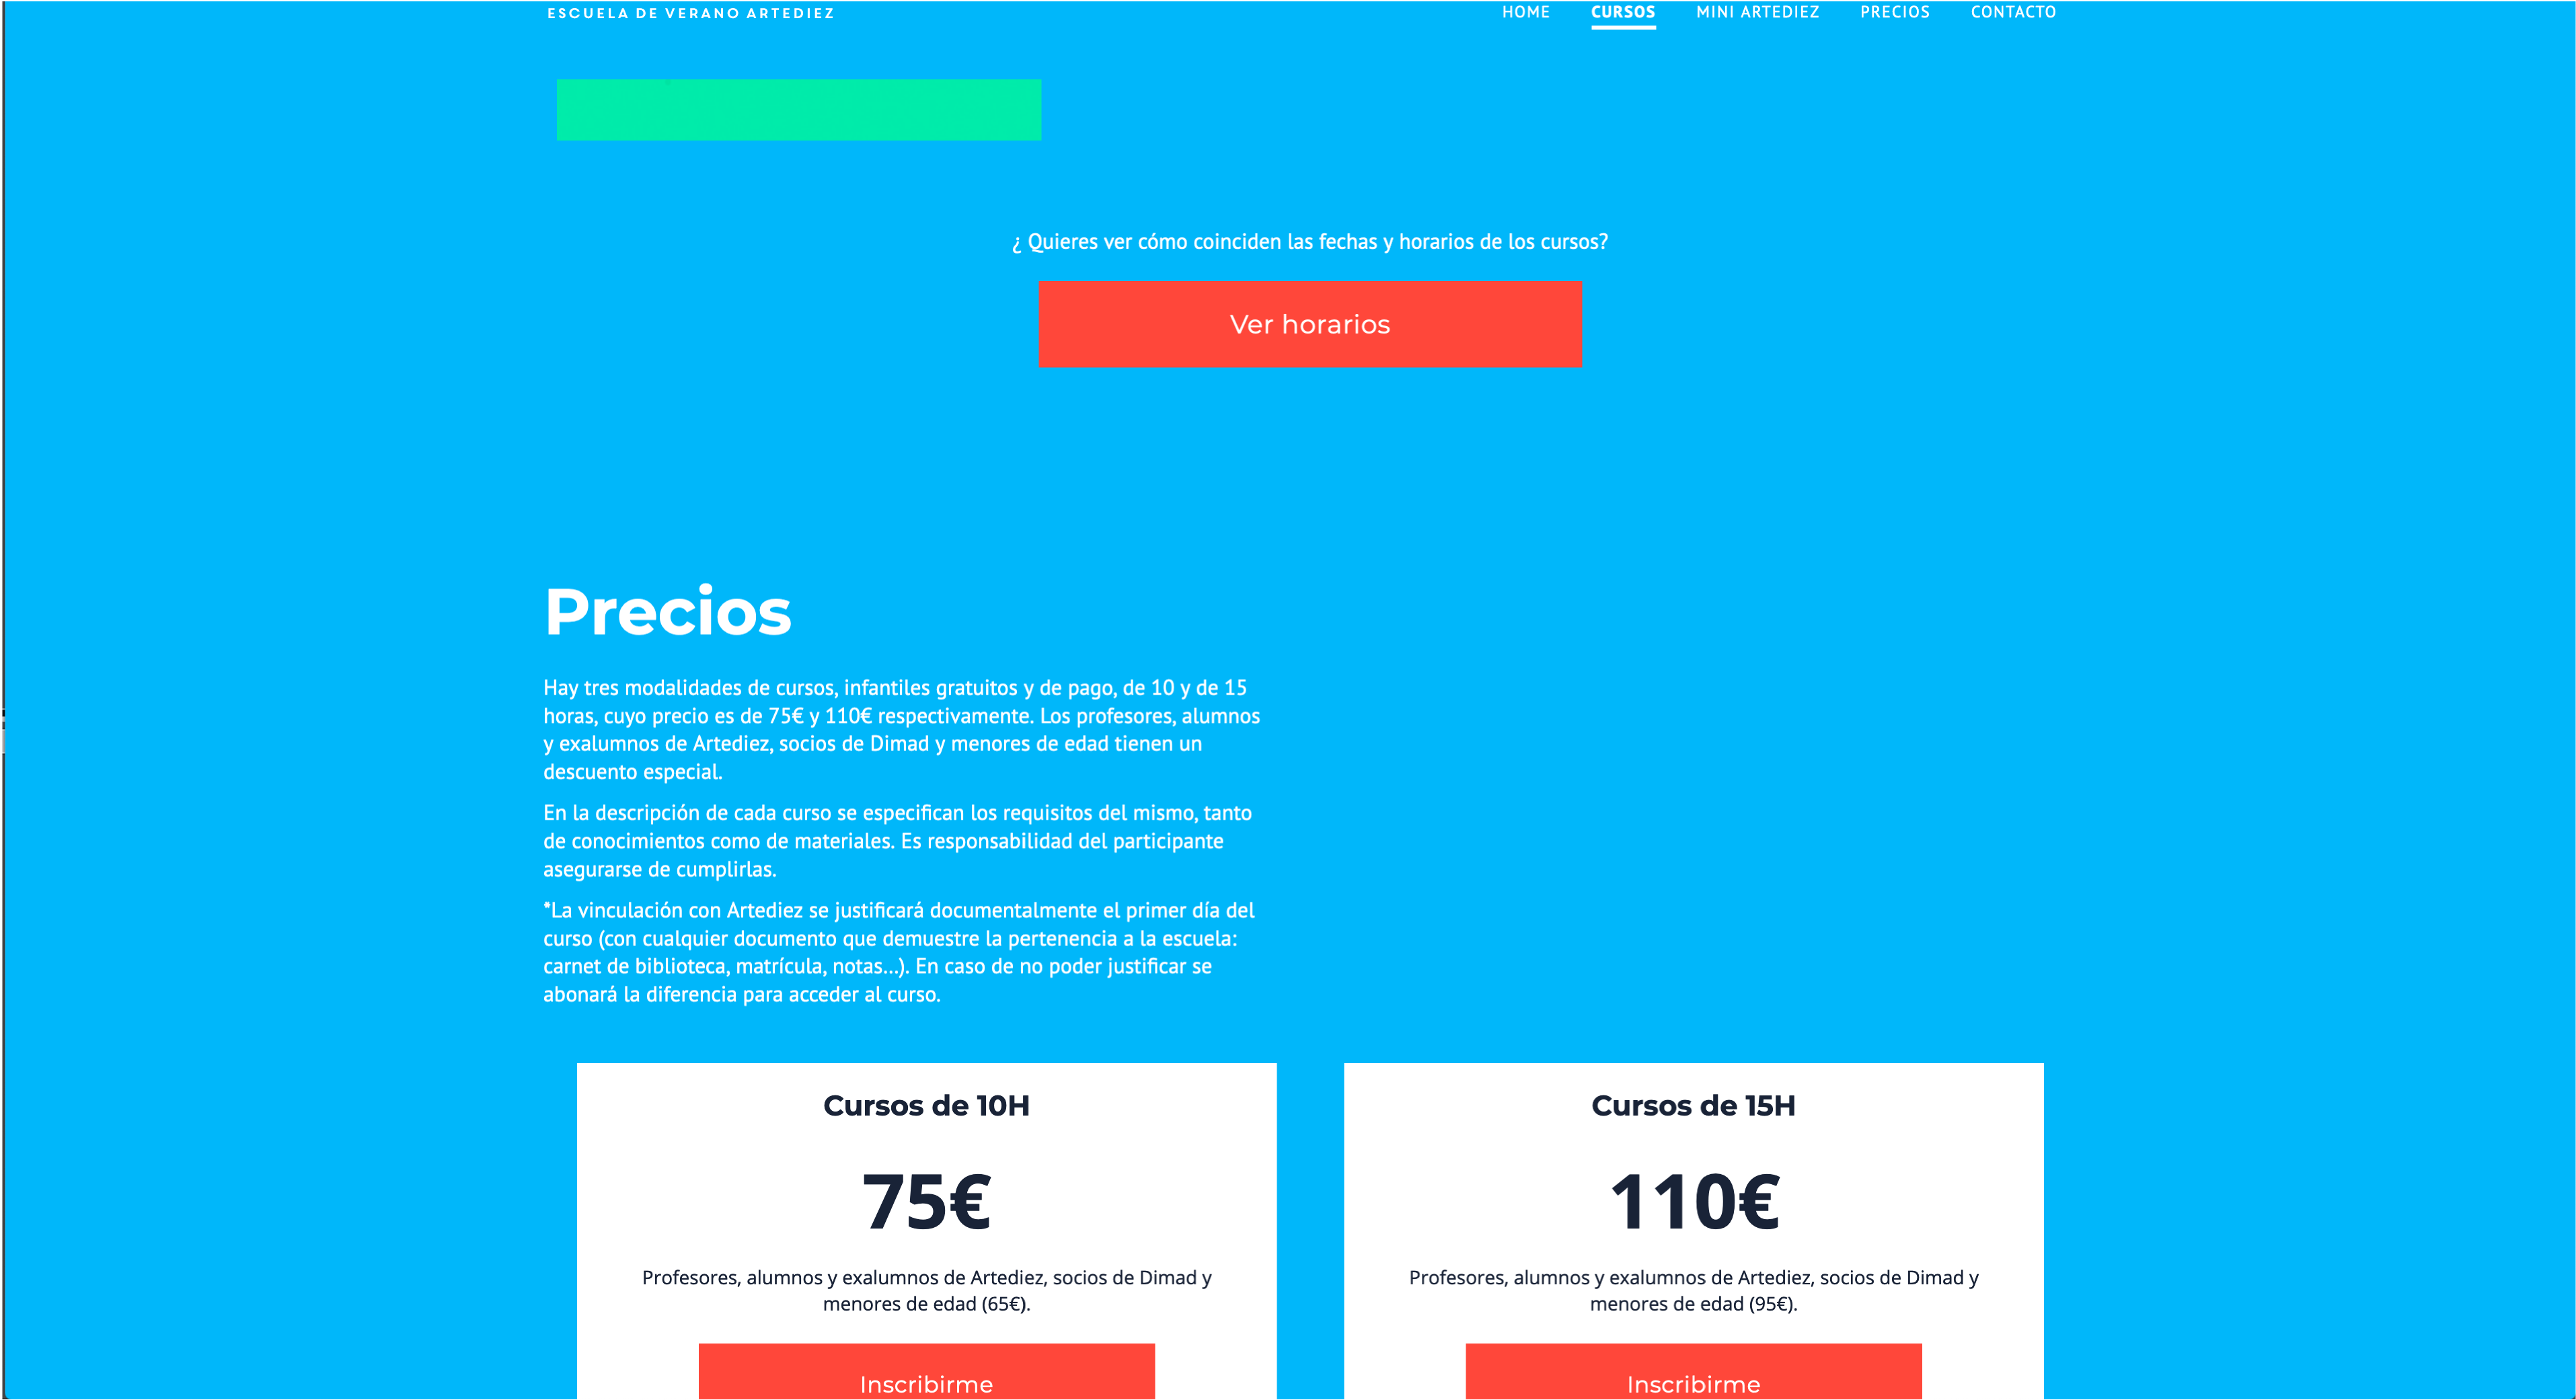 ESCUELA DE VERANO ARTEDIEZ
HOME CURSOS MINI ARTEDIEZ PRECIOS CONTACTO
¿ Quieres ver cómo coinciden las fechas y horarios de los cursos?
Ver horarios
Precios
Hay tres modalidades de cursos, infantiles gratuitos y de pago, de 10 y de 15
horas, cuyo precio es de 75€ y 110€ respectivamente. Los profesores, alumnos
y exalumnos de Artediez, socios de Dimad y menores de edad tienen un
descuento especial.
En la descripción de cada curso se especifican los requisitos del mismo, tanto
de conocimientos como de materiales. Es responsabilidad del participante
asegurarse de cumplirlas.
*La vinculación con Artediez se justificará documentalmente el primer día del
curso (con cualquier documento que demuestre la pertenencia a la escuela:
carnet de biblioteca, matrícula, notas...). En caso de no poder justificar se
abonará la diferencia para acceder al curso.
Cursos de 10H
75€
Profesores, alumnos y exalumnos de Artediez, socios de Dimad y
menores de edad (65€).
Inscribirme
Cursos de 15H
110€
Profesores, alumnos y exalumnos de Artediez, socios de Dimad y
menores de edad (95€).
Inscribirme